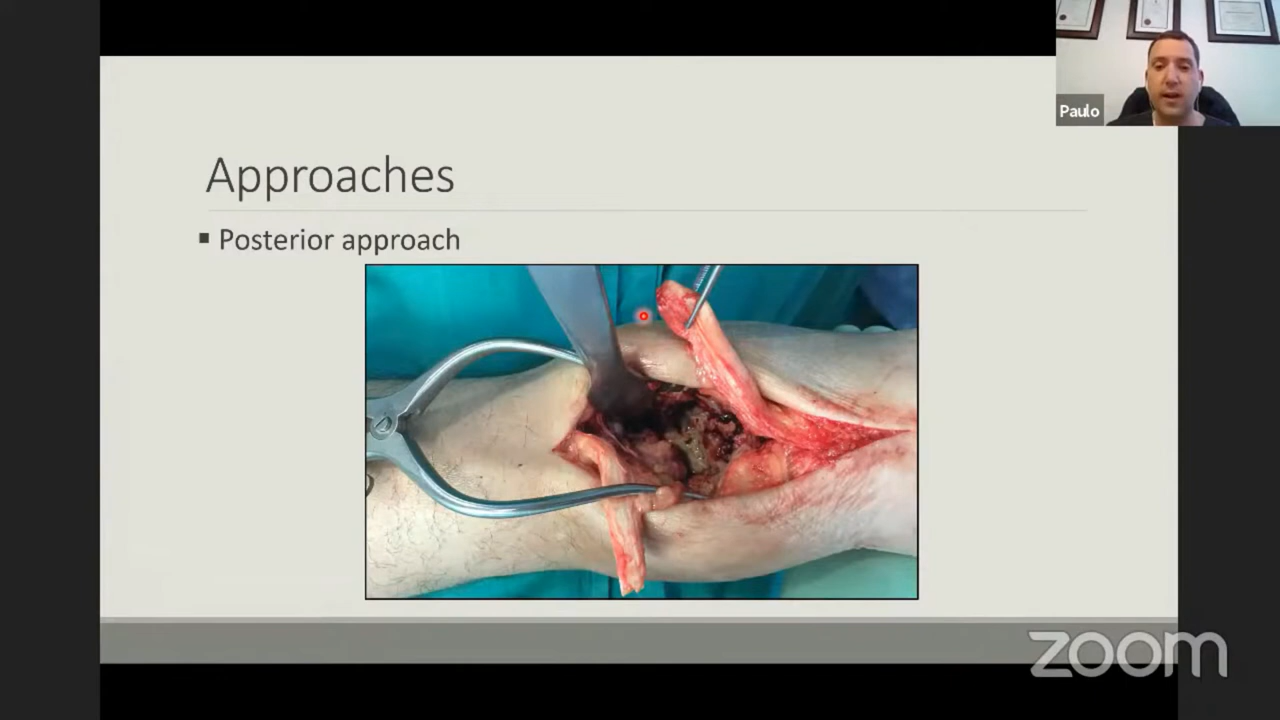 Paulo
Approaches
▪ Posterior approach
zoom